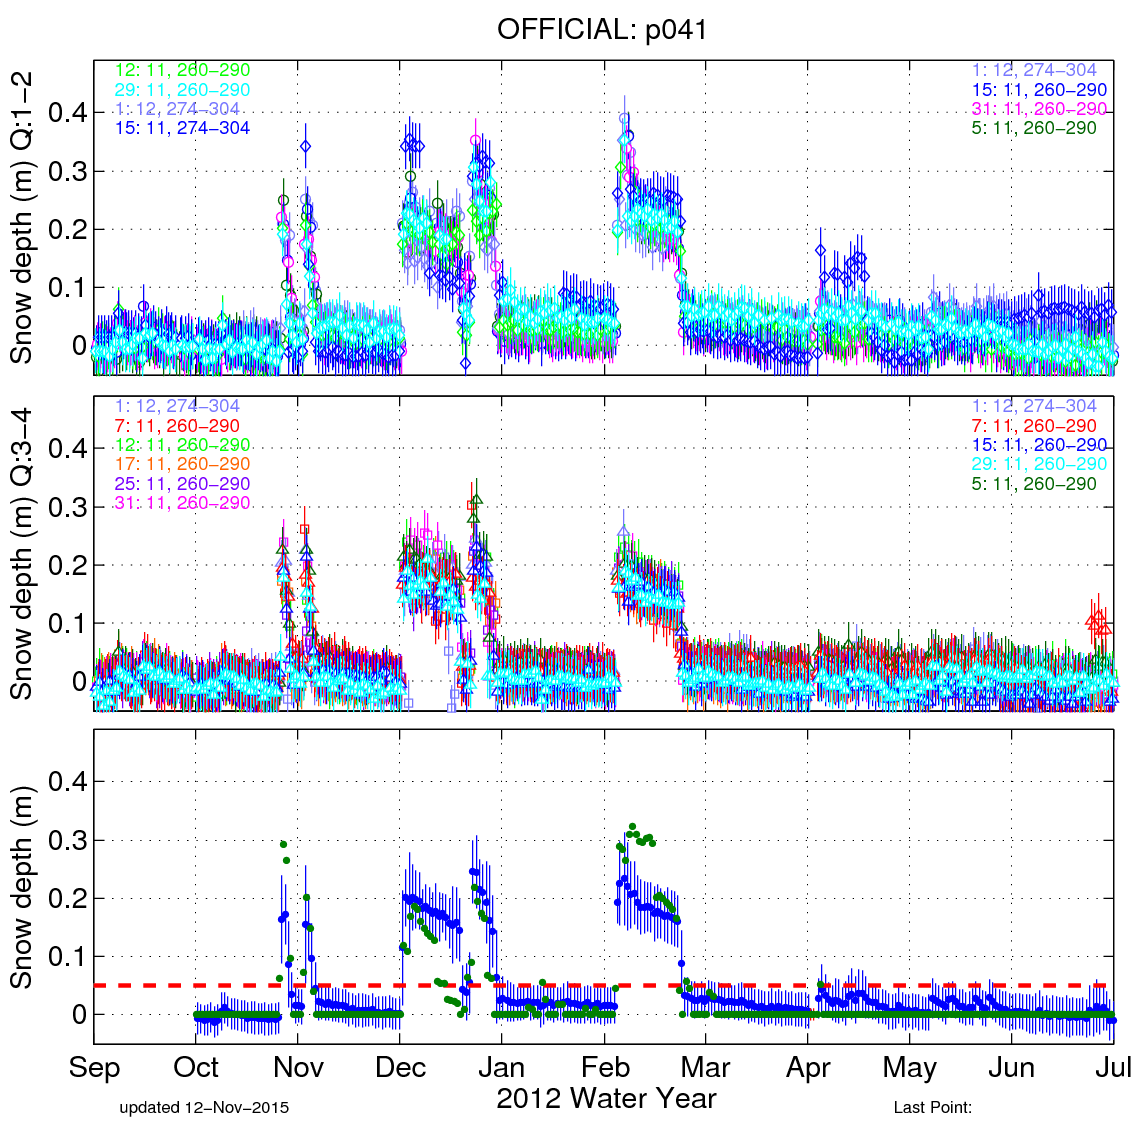 OFFICIAL: p041
Snow depth (m) Q:1−2
0.4
0.3
0.2
0.1
0
12: 11, 260−290
29: 11, 260−290
1: 12, 274−304
15: 11, 274−304
1: 12, 274−304
15: 11, 260−290
31: 11, 260−290
5: 11, 260−290
Snow depth (m) Q:3−4
0.4
0.3
0.2
0.1
0
1: 12, 274−304
7: 11, 260−290
12: 11, 260−290
17: 11, 260−290
25: 11, 260−290
31: 11, 260−290
1: 12, 274−304
7: 11, 260−290
15: 11, 260−290
29: 11, 260−290
5: 11, 260−290
Snow depth (m)
0.4
0.3
0.2
0.1
0
Sep Oct Nov Dec Jan Feb Mar Apr May Jun Jul
2012 Water Year
updated 12−Nov−2015
Last Point: